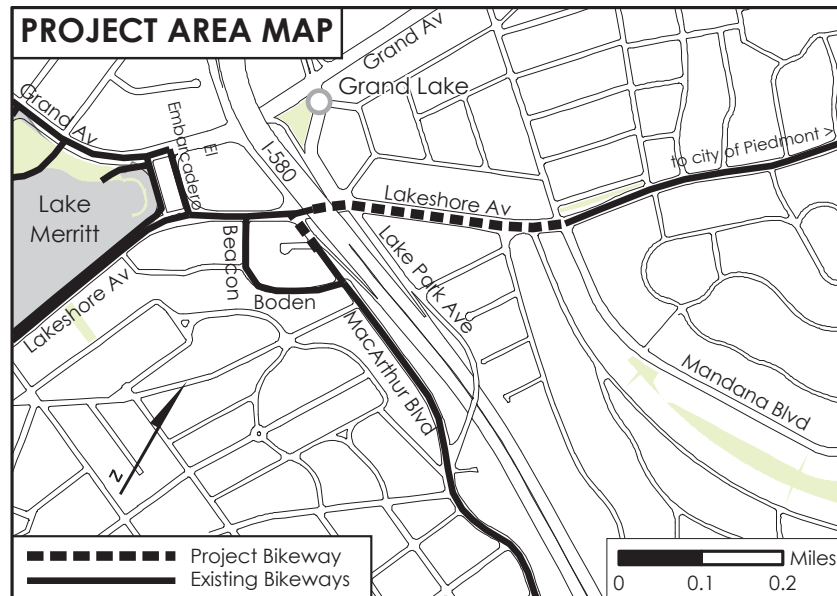 PROJECT AREA MAP
Grand Av
Grand Lake
Grand Av
El
Embarcadero
I-580
to city of Piedmont >
Lakeshore Av
Lake
Merritt
Beacon
Boden
Lake Park Ave
Lakeshore Av
MacArthur Blvd
Mandana Blvd
N
Project Bikeway
Existing Bikeways
Miles
0 0.1 0.2